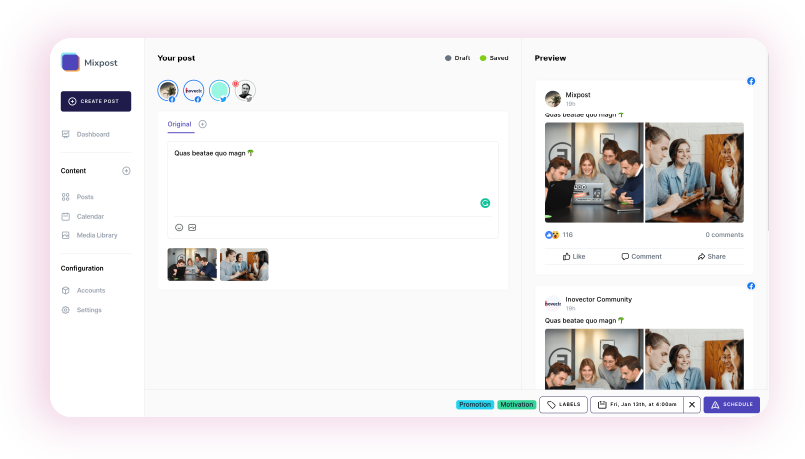 Mixpost
CREATE POST
Dashboard
Content
Posts
Calendar
Media Library
Configuration
Accounts
Settings
Your post
Draft
Saved
Inovector
Original
Quas beatae quo magn 🌴
Preview
Mixpost
19h
Quas beatae quo magn 🌴
116
0 comments
Like
Comment
Share
Inovector
Inovector Community
19h
Quas beatae quo magn 🌴
Promotion
Motivation
LABELS
Fri, Jan 13th, at 4:00am
SCHEDULE